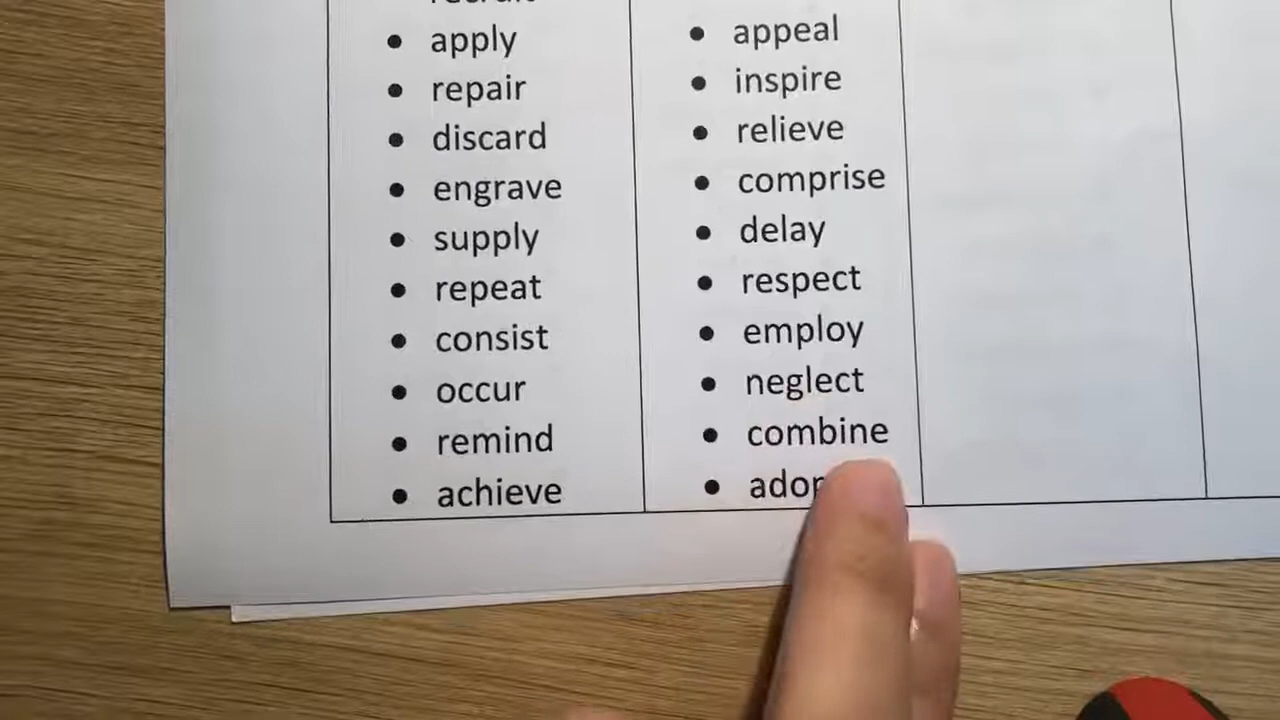 apply
repair
discard
engrave
supply
repeat
consist
occur
remind
achieve
appeal
inspire
relieve
comprise
delay
respect
employ
neglect
combine